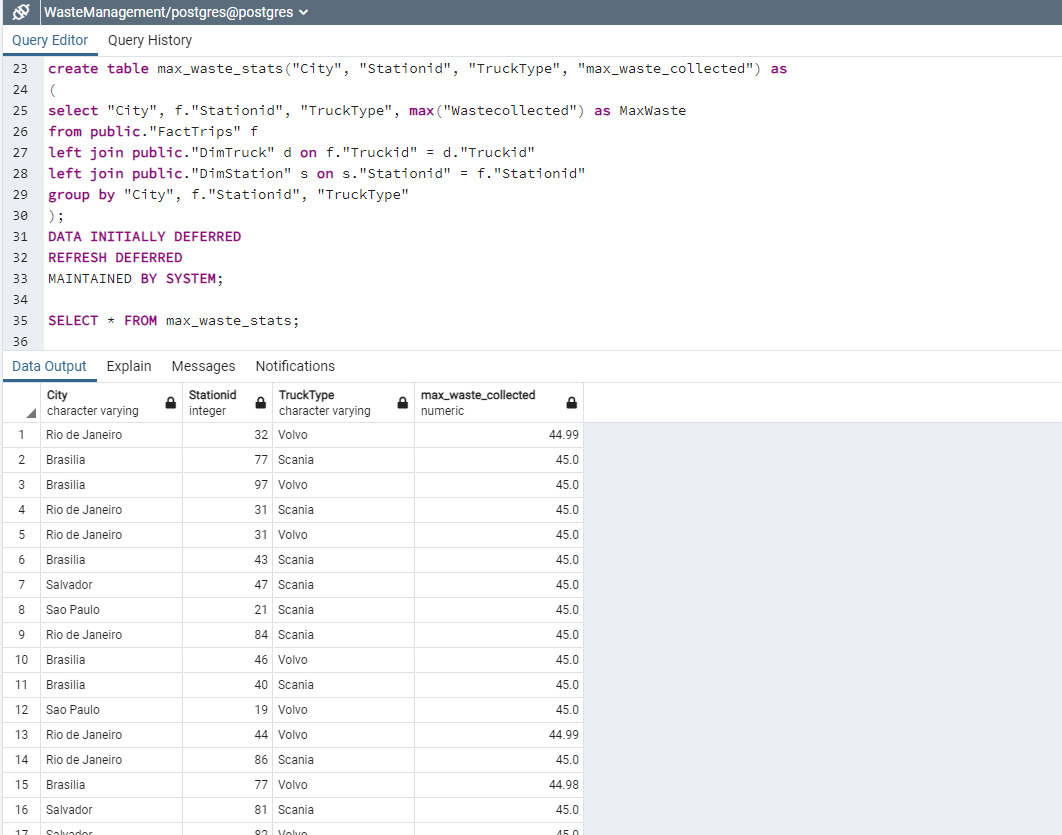 WasteManagement/postgres@postgres
Query Editor Query History
23 create table max_waste_stats("City", "Stationid", "TruckType", "max_waste_collected") as
24 (
25 select "City", f."Stationid", "TruckType", max("Wastecollected") as MaxWaste
26 from public."FactTrips" f
27 left join public."DimTruck" d on f."Truckid" = d."Truckid"
28 left join public."DimStation" s on s."Stationid" = f."Stationid"
29 group by "City", f."Stationid", "TruckType"
30 );
31 DATA INITIALLY DEFERRED
32 REFRESH DEFERRED
33 MAINTAINED BY SYSTEM;
34
35 SELECT * FROM max_waste_stats;
36
Data Output Explain Messages Notifications
City Stationid TruckType max_waste_collected
character varying integer character varying numeric
1 Rio de Janeiro 32 Volvo 44.99
2 Brasilia 77 Scania 45.0
3 Brasilia 97 Volvo 45.0
4 Rio de Janeiro 31 Scania 45.0
5 Rio de Janeiro 31 Volvo 45.0
6 Brasilia 43 Scania 45.0
7 Salvador 47 Scania 45.0
8 Sao Paulo 21 Scania 45.0
9 Rio de Janeiro 84 Scania 45.0
10 Brasilia 46 Volvo 45.0
11 Brasilia 40 Scania 45.0
12 Sao Paulo 19 Volvo 45.0
13 Rio de Janeiro 44 Volvo 44.99
14 Rio de Janeiro 86 Scania 45.0
15 Brasilia 77 Volvo 44.98
16 Salvador 81 Scania 45.0
17 Salvador 82 Volvo 45.0